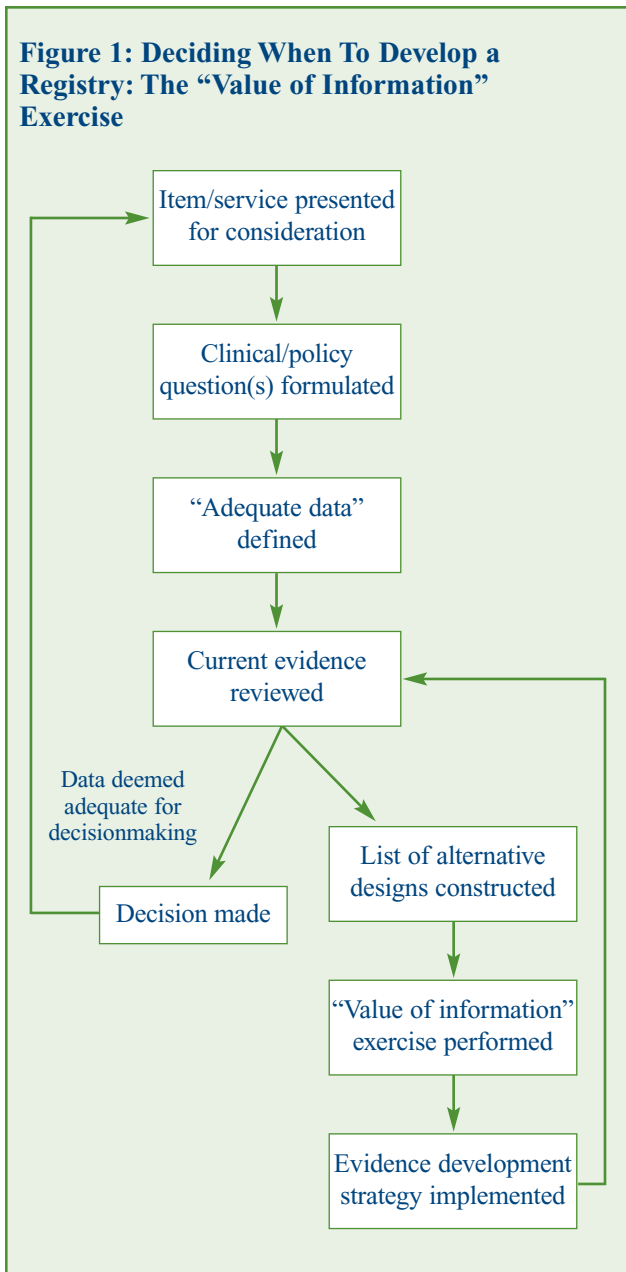 Figure 1: Deciding When To Develop a
Registry: The “Value of Information”
Exercise
Item/service presented
for consideration
Clinical/policy
question(s) formulated
“Adequate data”
defined
Current evidence
reviewed
Data deemed
adequate for
decisionmaking
Decision made
List of alternative
designs constructed
“Value of information”
exercise performed
Evidence development
strategy implemented